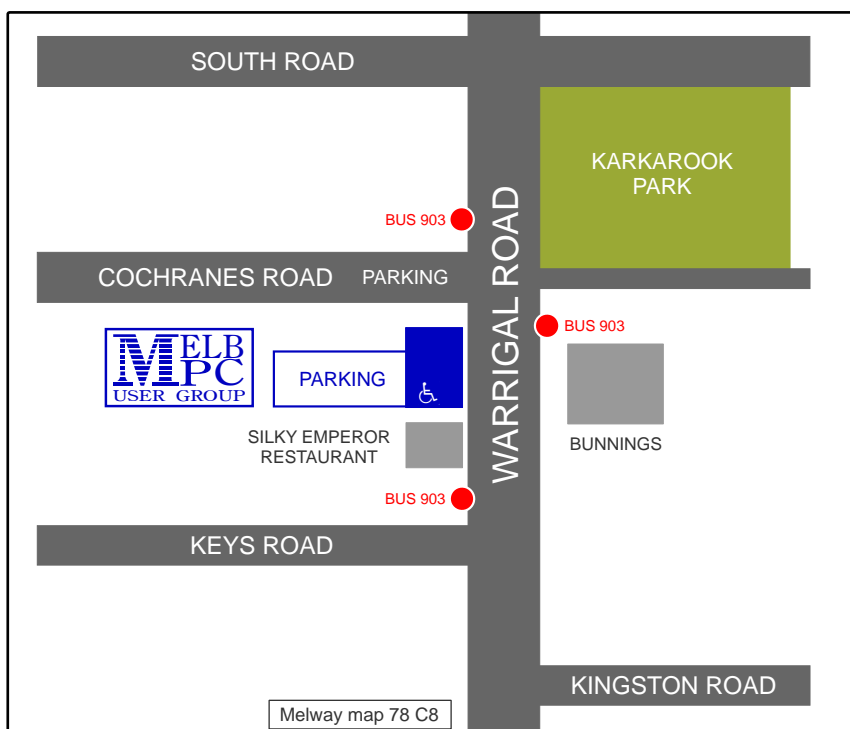 SOUTH ROAD
KARKAROOK
PARK
BUS 903
WARRIGAL ROAD
COCHRANES ROAD
PARKING
BUS 903
MELB
PC
USER GROUP
PARKING
SILKY EMPEROR
RESTAURANT
BUNNINGS
BUS 903
KEYS ROAD
KINGSTON ROAD
Melway map 78 C8